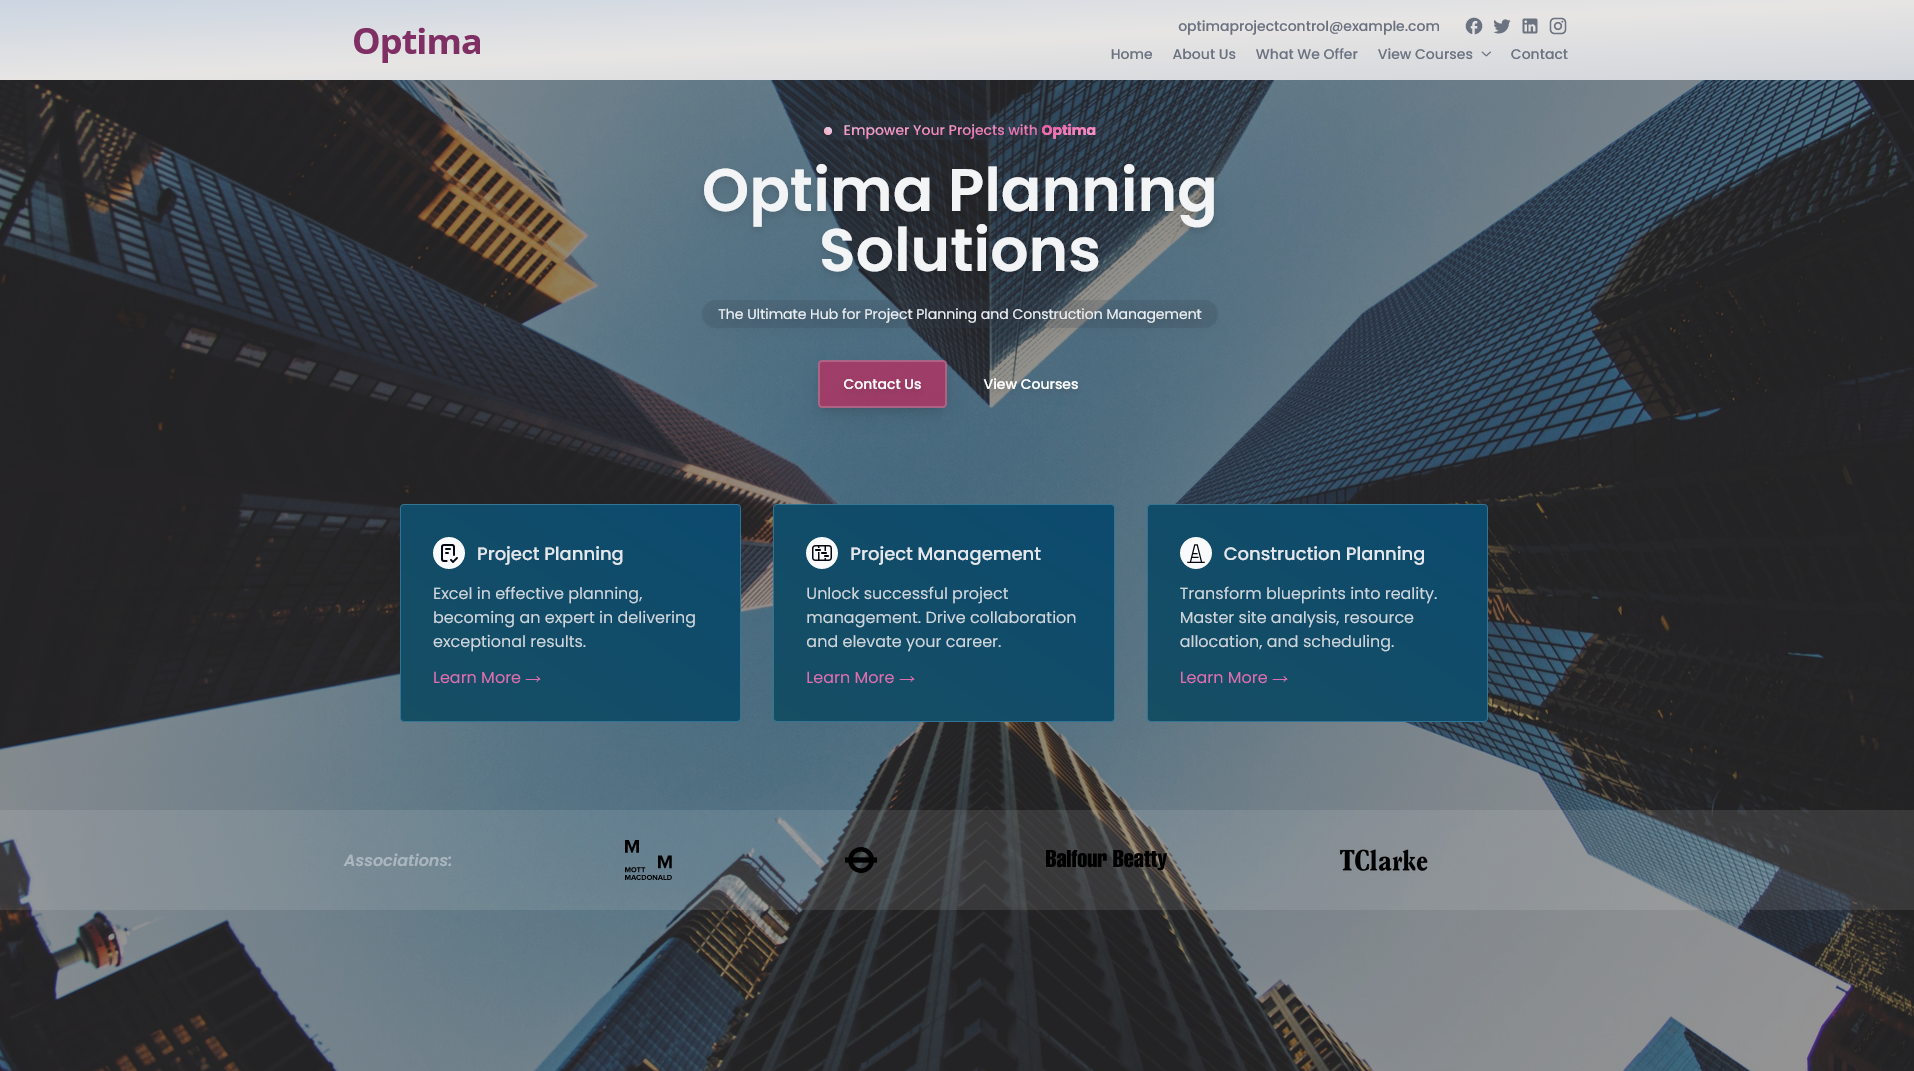 Optima
optimaprojectcontrol@example.com
Home About Us What We Offer View Courses Contact
Empower Your Projects with Optima
Optima Planning
Solutions
The Ultimate Hub for Project Planning and Construction Management
Contact Us View Courses
Project Planning
Excel in effective planning,
becoming an expert in delivering
exceptional results.
Learn More →
Project Management
Unlock successful project
management. Drive collaboration
and elevate your career.
Learn More →
Construction Planning
Transform blueprints into reality.
Master site analysis, resource
allocation, and scheduling.
Learn More →
Associations:
M
M
MOTT
MACDONALD
Balfour Beatty
TClarke